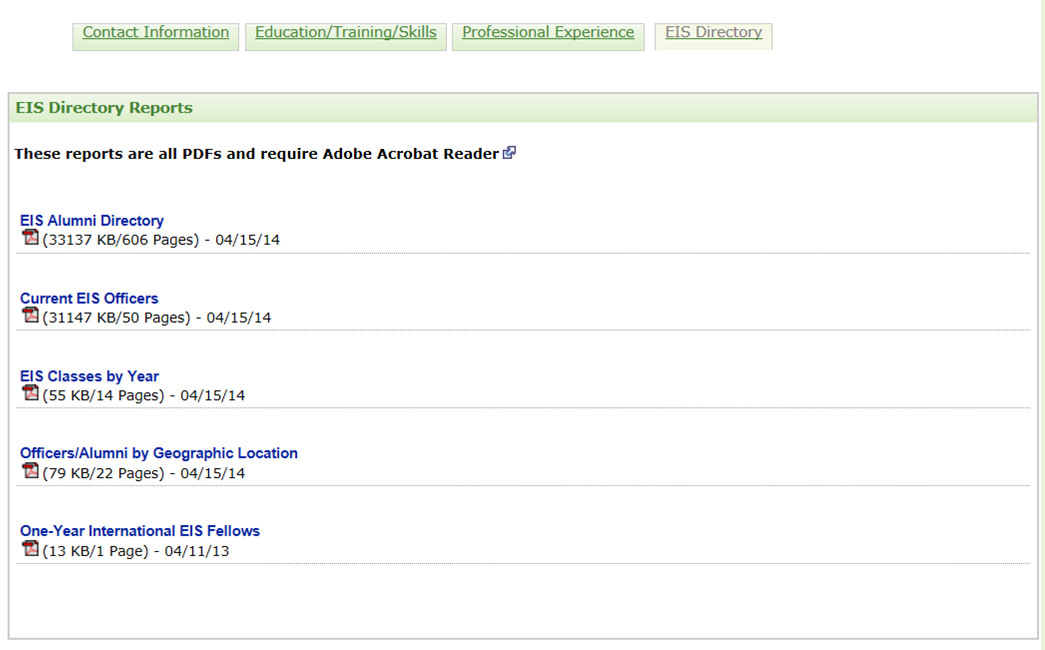 Contact Information Education/Training/Skills Professional Experience EIS Directory
EIS Directory Reports
These reports are all PDFs and require Adobe Acrobat Reader
EIS Alumni Directory
(33137 KB/606 Pages) - 04/15/14
Current EIS Officers
(31147 KB/50 Pages) - 04/15/14
EIS Classes by Year
(55 KB/14 Pages) - 04/15/14
Officers/Alumni by Geographic Location
(79 KB/22 Pages) - 04/15/14
One-Year International EIS Fellows
(13 KB/1 Page) - 04/11/13